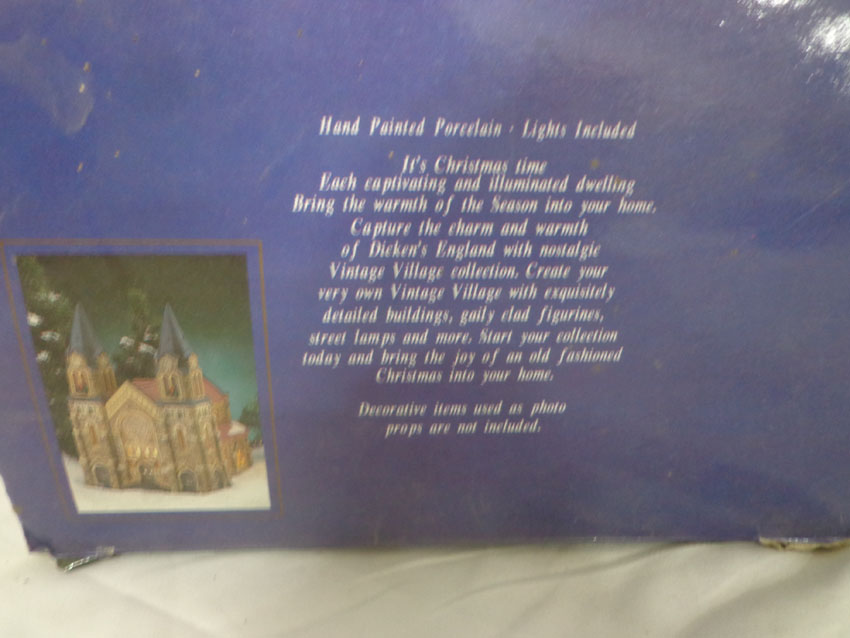 Hand Painted Porcelain · Lights Included
It's Christmas time
Each captivating and illuminated dwelling
Bring the warmth of the Season into your home.
Capture the charm and warmth
of Dicken's England with nostalgic
Vintage Village collection. Create your
very own Vintage Village with exquisitely
detailed buildings, gaily clad figurines,
street lamps and more. Start your collection
today and bring the joy of an old fashioned
Christmas into your home.
Decorative items used as photo
props are not included.